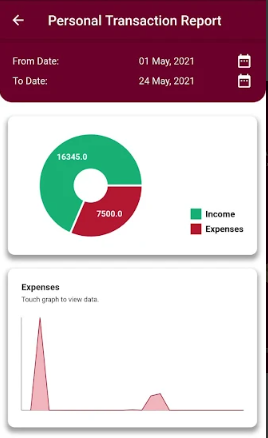 Personal Transaction Report
From Date: 01 May, 2021
To Date: 24 May, 2021
16345.0
7500.0
Income
Expenses
Expenses
Touch graph to view data.